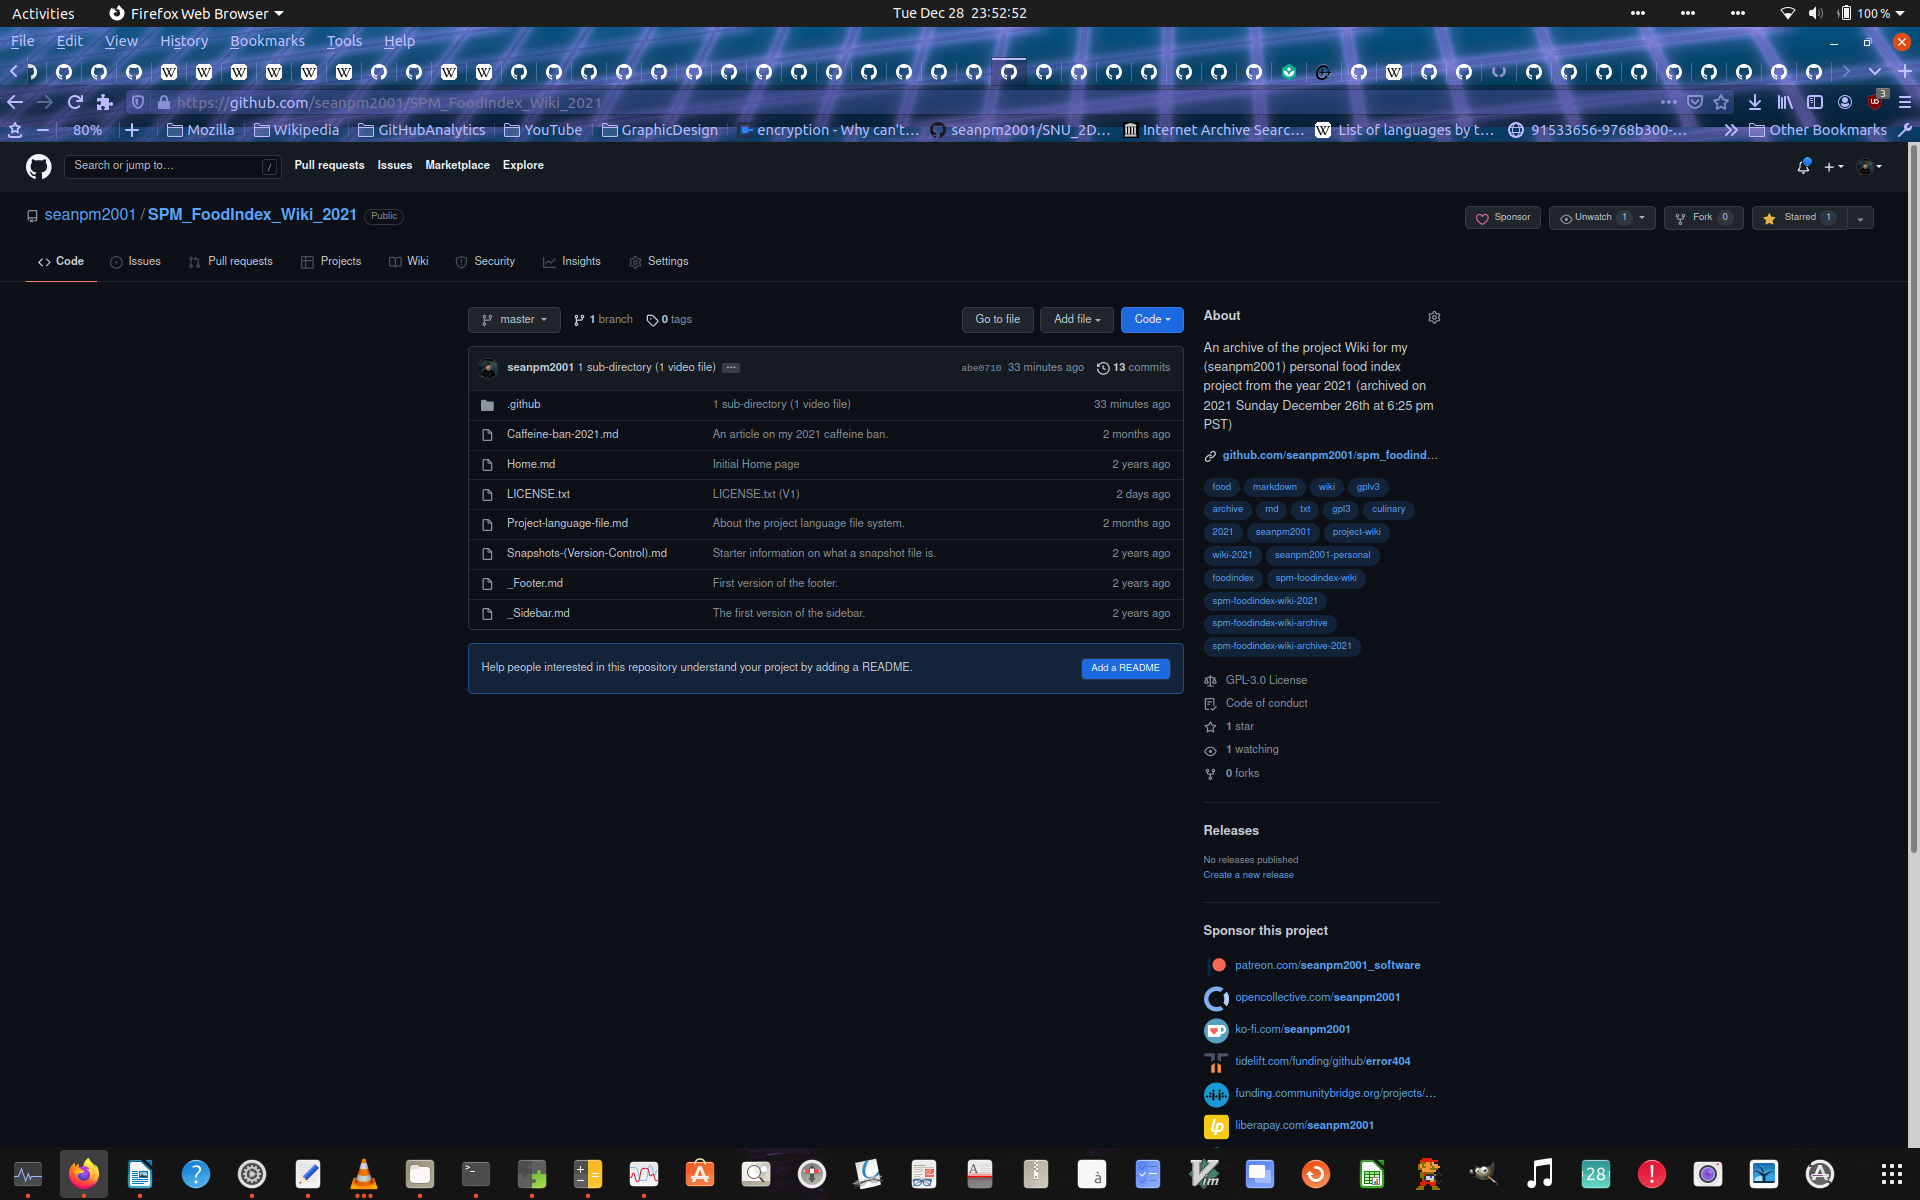 Activities Firefox Web Browser Tue Dec 28 23:52:52 100 %
File Edit View History Bookmarks Tools Help
https://github.com/seanpm2001/SPM_FoodIndex_Wiki_2021 3
80% Mozilla Wikipedia GitHubAnalytics YouTube GraphicDesign encryption - Why can't… seanpm2001/SNU_2D… Internet Archive Searc… List of languages by t… 91533656-9768b300-… Other Bookmarks
Search or jump to… / Pull requests Issues Marketplace Explore
seanpm2001 / SPM_FoodIndex_Wiki_2021 Public Sponsor Unwatch 1 Fork 0 Starred 1
Code Issues Pull requests Projects Wiki Security Insights Settings
master 1 branch 0 tags Go to file Add file Code
seanpm2001 1 sub-directory (1 video file) ... abe0710 33 minutes ago 13 commits
.github 1 sub-directory (1 video file) 33 minutes ago
Caffeine-ban-2021.md An article on my 2021 caffeine ban. 2 months ago
Home.md Initial Home page 2 years ago
LICENSE.txt LICENSE.txt (V1) 2 days ago
Project-language-file.md About the project language file system. 2 months ago
Snapshots-(Version-Control).md Starter information on what a snapshot file is. 2 years ago
_Footer.md First version of the footer. 2 years ago
_Sidebar.md The first version of the sidebar. 2 years ago
Help people interested in this repository understand your project by adding a README. Add a README
About
An archive of the project Wiki for my
(seanpm2001) personal food index
project from the year 2021 (archived on
2021 Sunday December 26th at 6:25 pm
PST)
github.com/seanpm2001/spm_foodind…
food markdown wiki gplv3
archive md txt gpl3 culinary
2021 seanpm2001 project-wiki
wiki-2021 seanpm2001-personal
foodindex spm-foodindex-wiki
spm-foodindex-wiki-2021
spm-foodindex-wiki-archive
spm-foodindex-wiki-archive-2021
GPL-3.0 License
Code of conduct
1 star
1 watching
0 forks
Releases
No releases published
Create a new release
Sponsor this project
patreon.com/seanpm2001_software
opencollective.com/seanpm2001
ko-fi.com/seanpm2001
tidelift.com/funding/github/error404
funding.communitybridge.org/projects/…
lp liberapay.com/seanpm2001
28